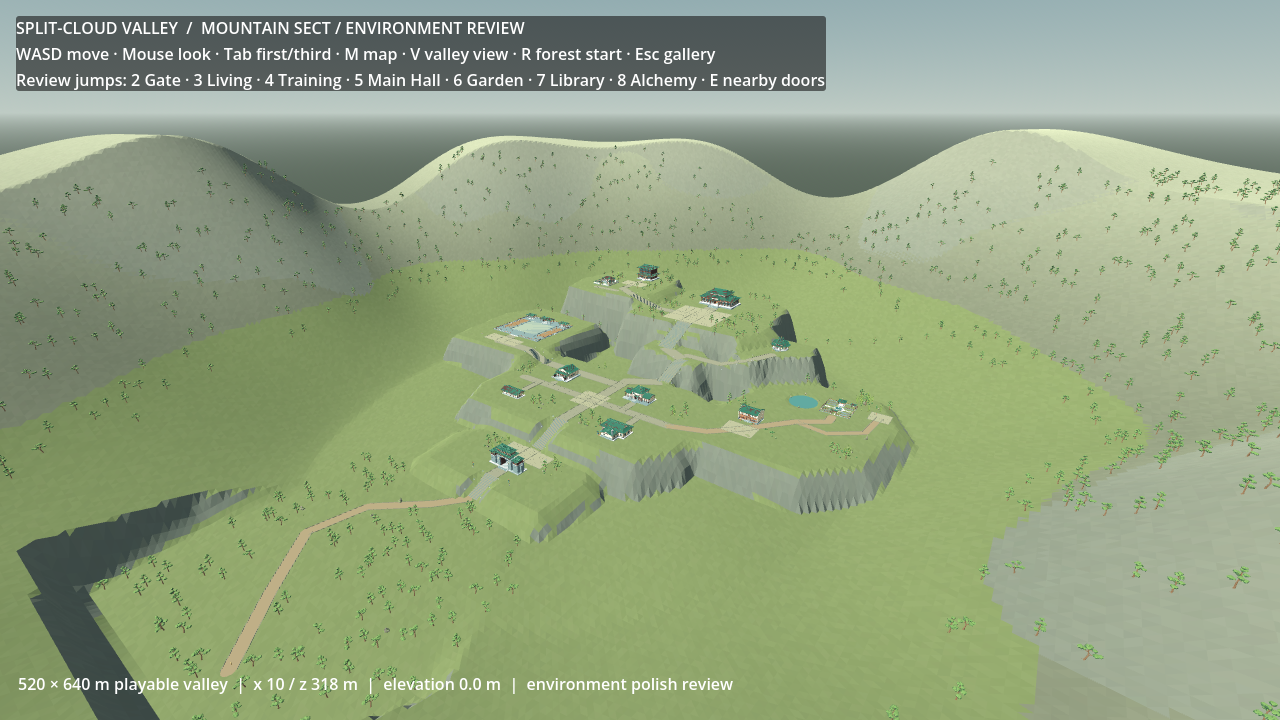 SPLIT-CLOUD VALLEY / MOUNTAIN SECT / ENVIRONMENT REVIEW
WASD move · Mouse look · Tab first/third · M map · V valley view · R forest start · Esc gallery
Review jumps: 2 Gate · 3 Living · 4 Training · 5 Main Hall · 6 Garden · 7 Library · 8 Alchemy · E nearby doors
520 × 640 m playable valley | x 10 / z 318 m | elevation 0.0 m | environment polish review